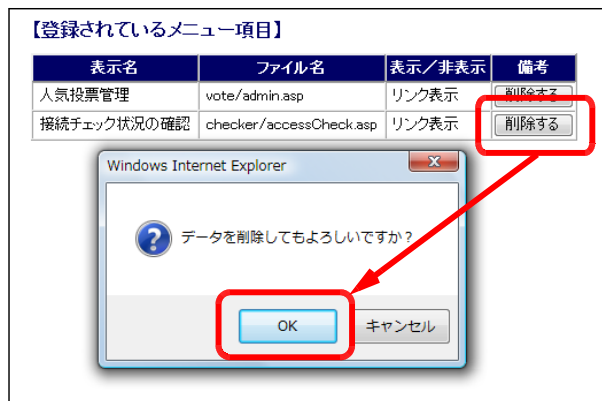 【登録されているメニュー項目】
表示名 ファイル名 表示／非表示 備考
人気投票管理 vote/admin.asp リンク表示 削除する
接続チェック状況の確認 checker/accessCheck.asp リンク表示 削除する
Windows Internet Explorer
データを削除してもよろしいですか？
OK キャンセル